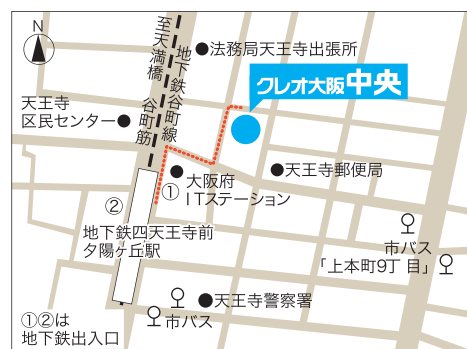 N
至天満橋
地下鉄谷町線
谷町筋
法務局天王寺出張所
クレオ大阪中央
天王寺
区民センター
天王寺郵便局
①
大阪府
ITステーション
②
地下鉄四天王寺前
夕陽ヶ丘駅
市バス
「上本町9丁目」
天王寺警察署
市バス
①②は
地下鉄出入口